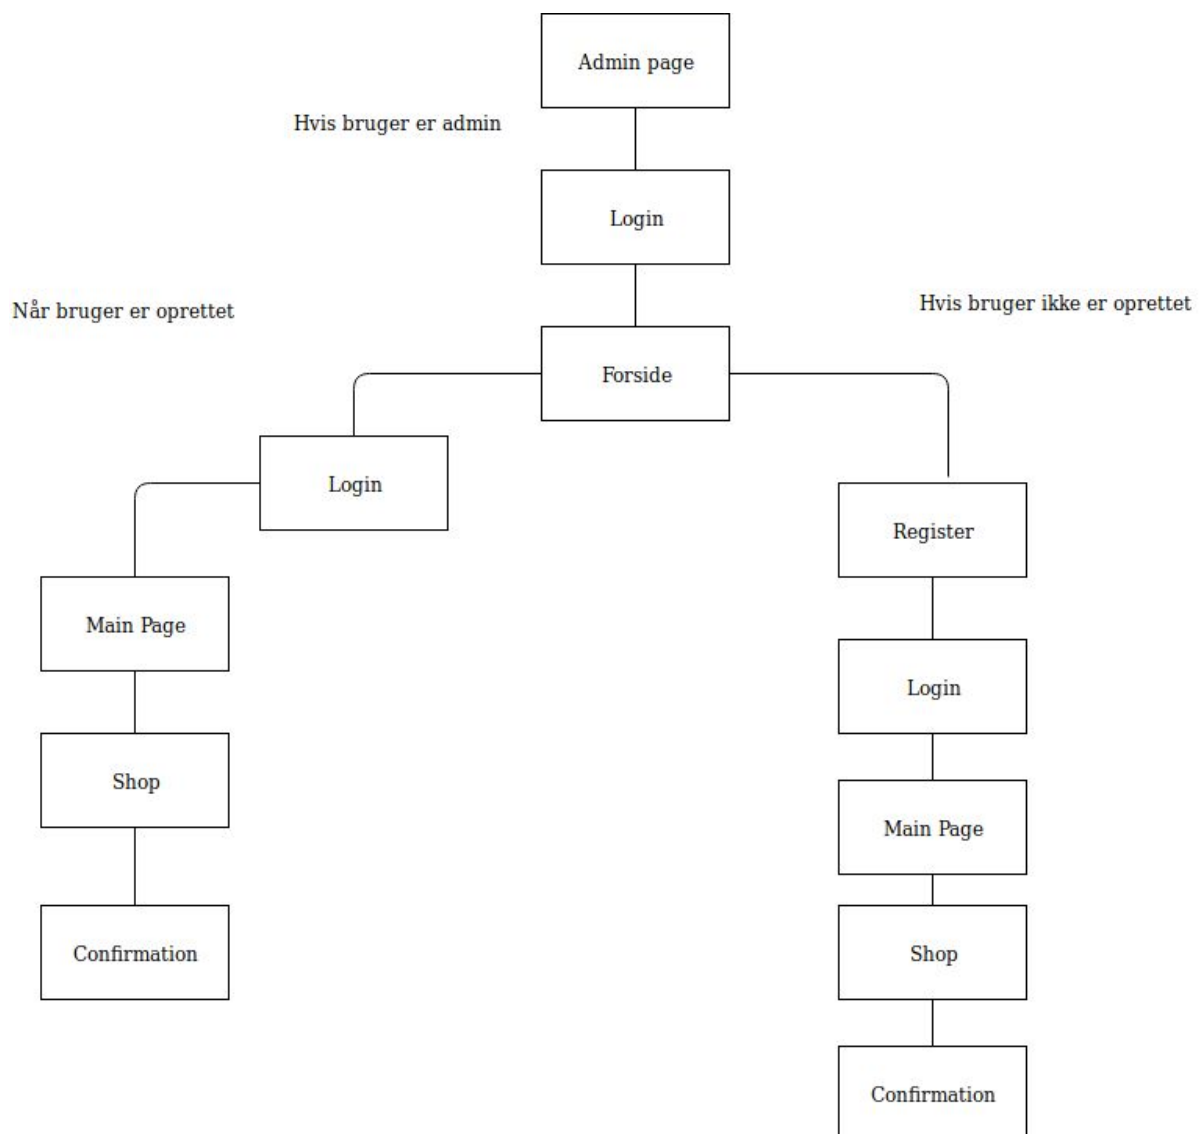 Admin page
Hvis bruger er admin
Login
Når bruger er oprettet
Hvis bruger ikke er oprettet
Forside
Login
Register
Main Page
Login
Shop
Main Page
Confirmation
Shop
Confirmation